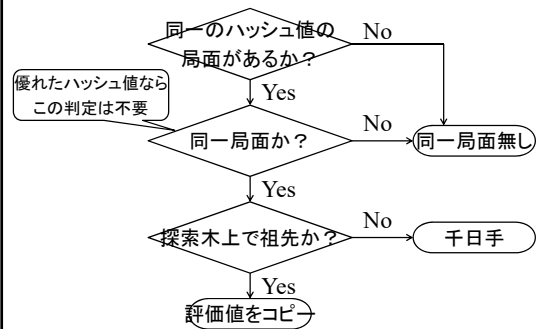 同一のハッシュ値の
局面があるか？
No
優れたハッシュ値なら
この判定は不要
Yes
同一局面か？
No
同一局面無し
Yes
探索木上で祖先か？
No
千日手
Yes
評価値をコピー